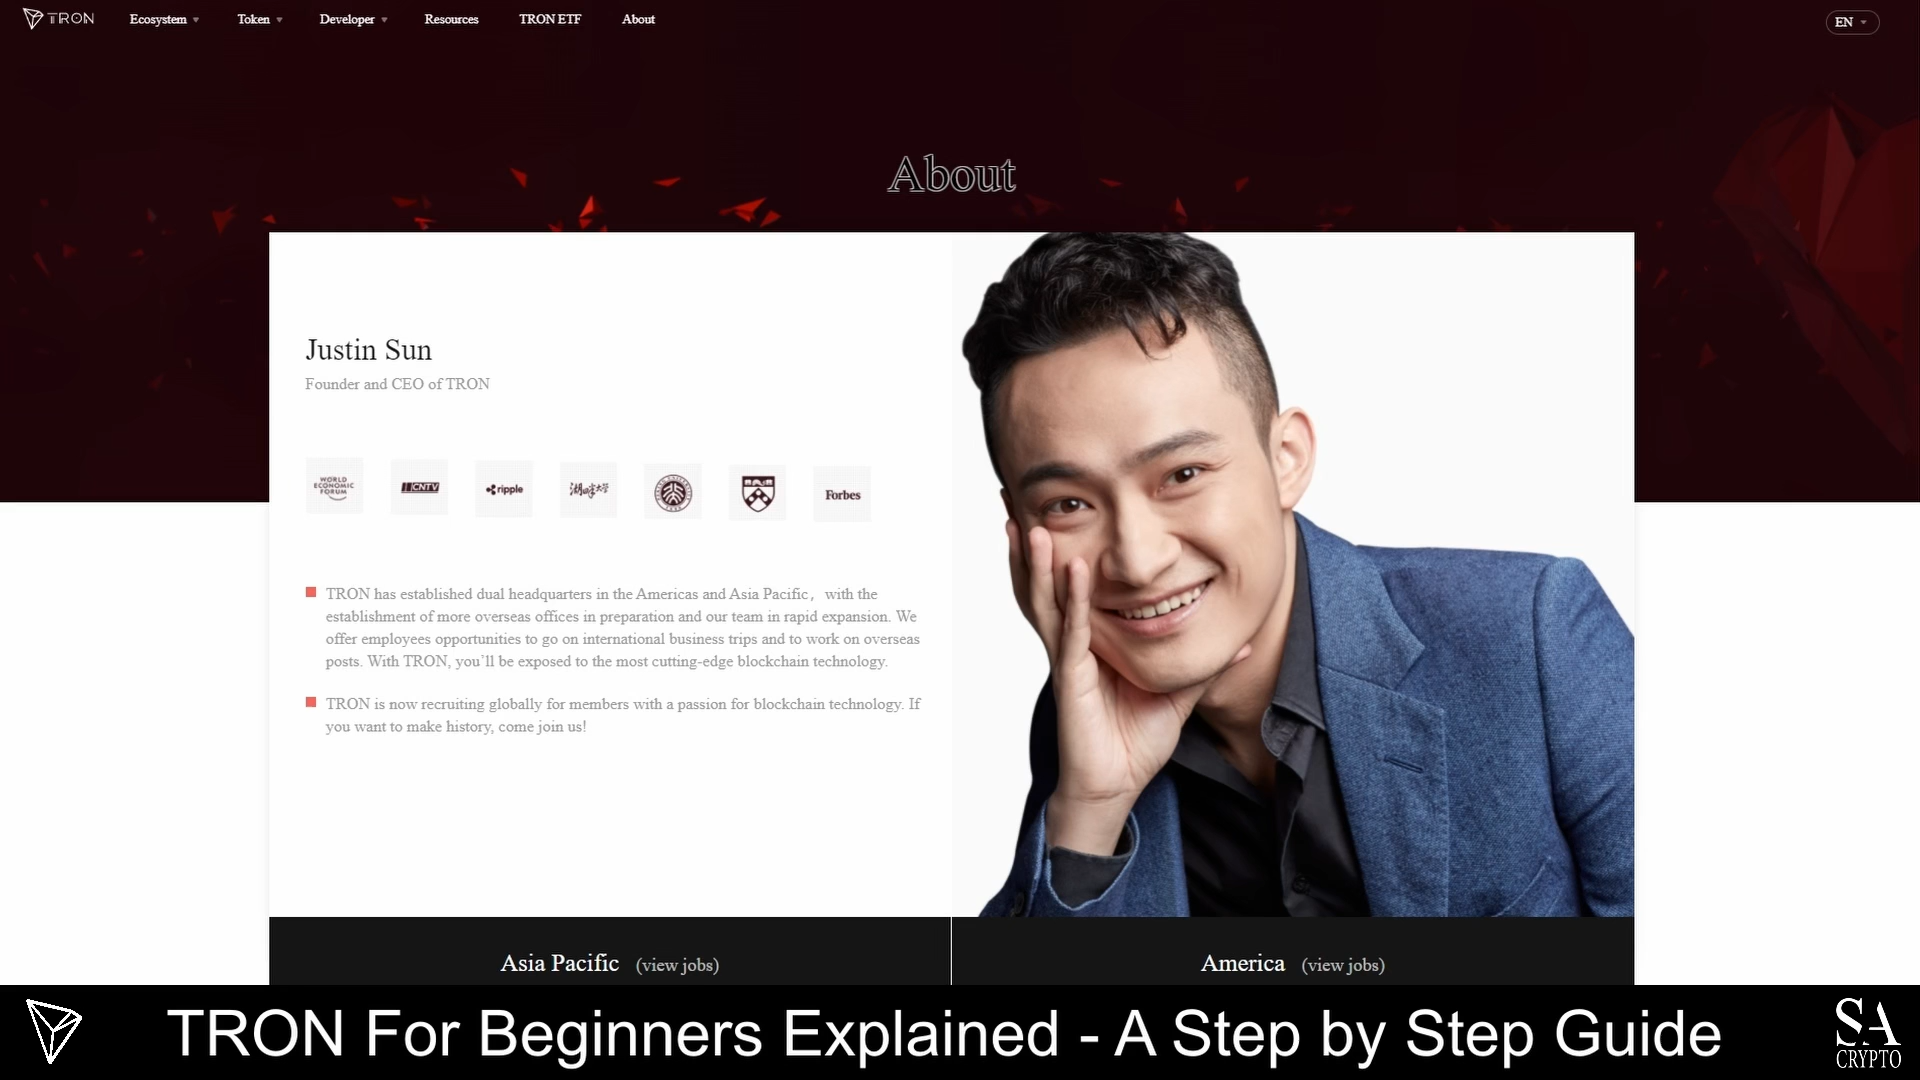 TRON
Ecosystem
Token
Developer
Resources
TRON ETF
About
EN
About
Justin Sun
Founder and CEO of TRON
WORLD
ECONOMIC
FORUM
CNTV
ripple
Forbes
TRON has established dual headquarters in the Americas and Asia Pacific，with the
establishment of more overseas offices in preparation and our team in rapid expansion. We
offer employees opportunities to go on international business trips and to work on overseas
posts. With TRON, you’ll be exposed to the most cutting-edge blockchain technology.
TRON is now recruiting globally for members with a passion for blockchain technology. If
you want to make history, come join us!
Asia Pacific (view jobs)
America (view jobs)
TRON For Beginners Explained - A Step by Step Guide
SA
CRYPTO